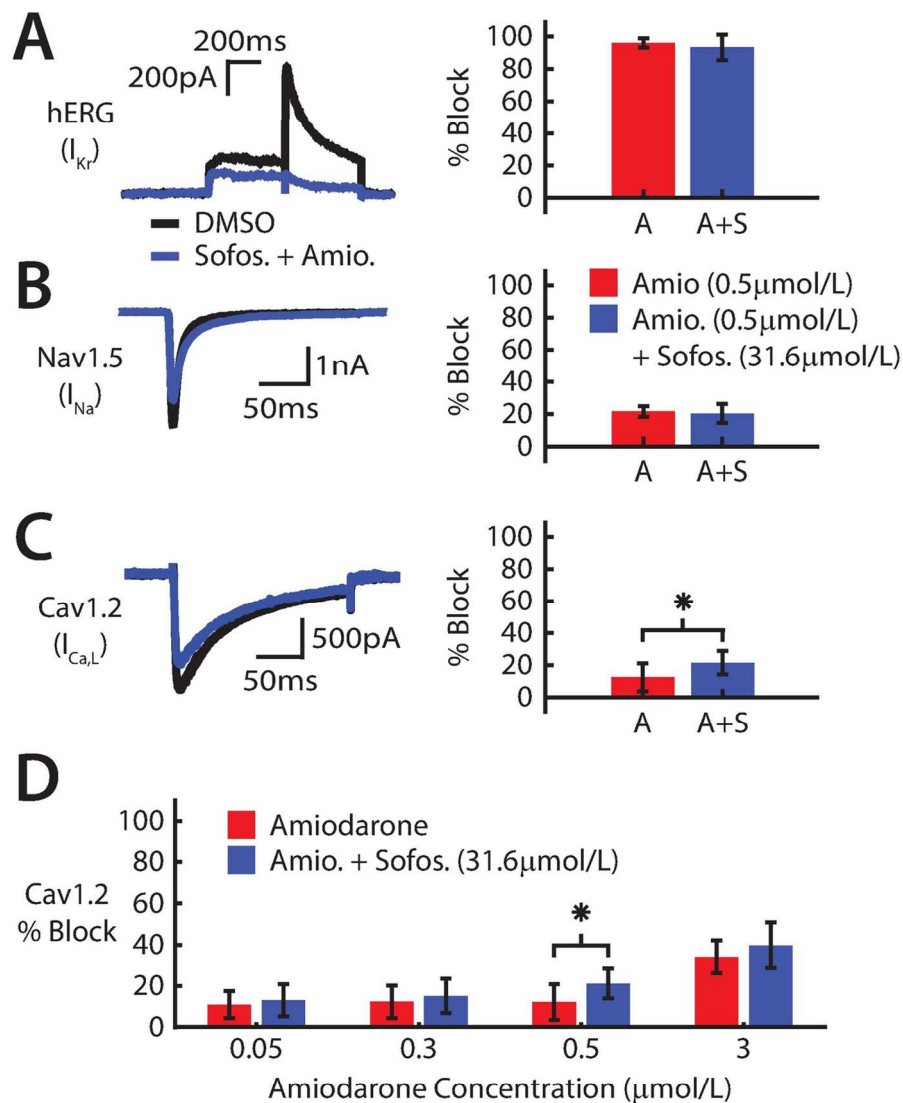 A
200ms
200pA
hERG
(I_Kr)
DMSO
Sofos. + Amio.
% Block
100
80
60
40
20
0
A
A+S
B
Nav1.5
(I_Na)
1nA
50ms
% Block
100
80
60
40
20
0
Amio (0.5μmol/L)
Amio. (0.5μmol/L)
+ Sofos. (31.6μmol/L)
A
A+S
C
Cav1.2
(I_Ca,L)
500pA
50ms
% Block
100
80
60
40
20
0
*
A
A+S
D
Cav1.2
% Block
100
80
60
40
20
0
Amiodarone
Amio. + Sofos. (31.6μmol/L)
*
0.05
0.3
0.5
3
Amiodarone Concentration (μmol/L)